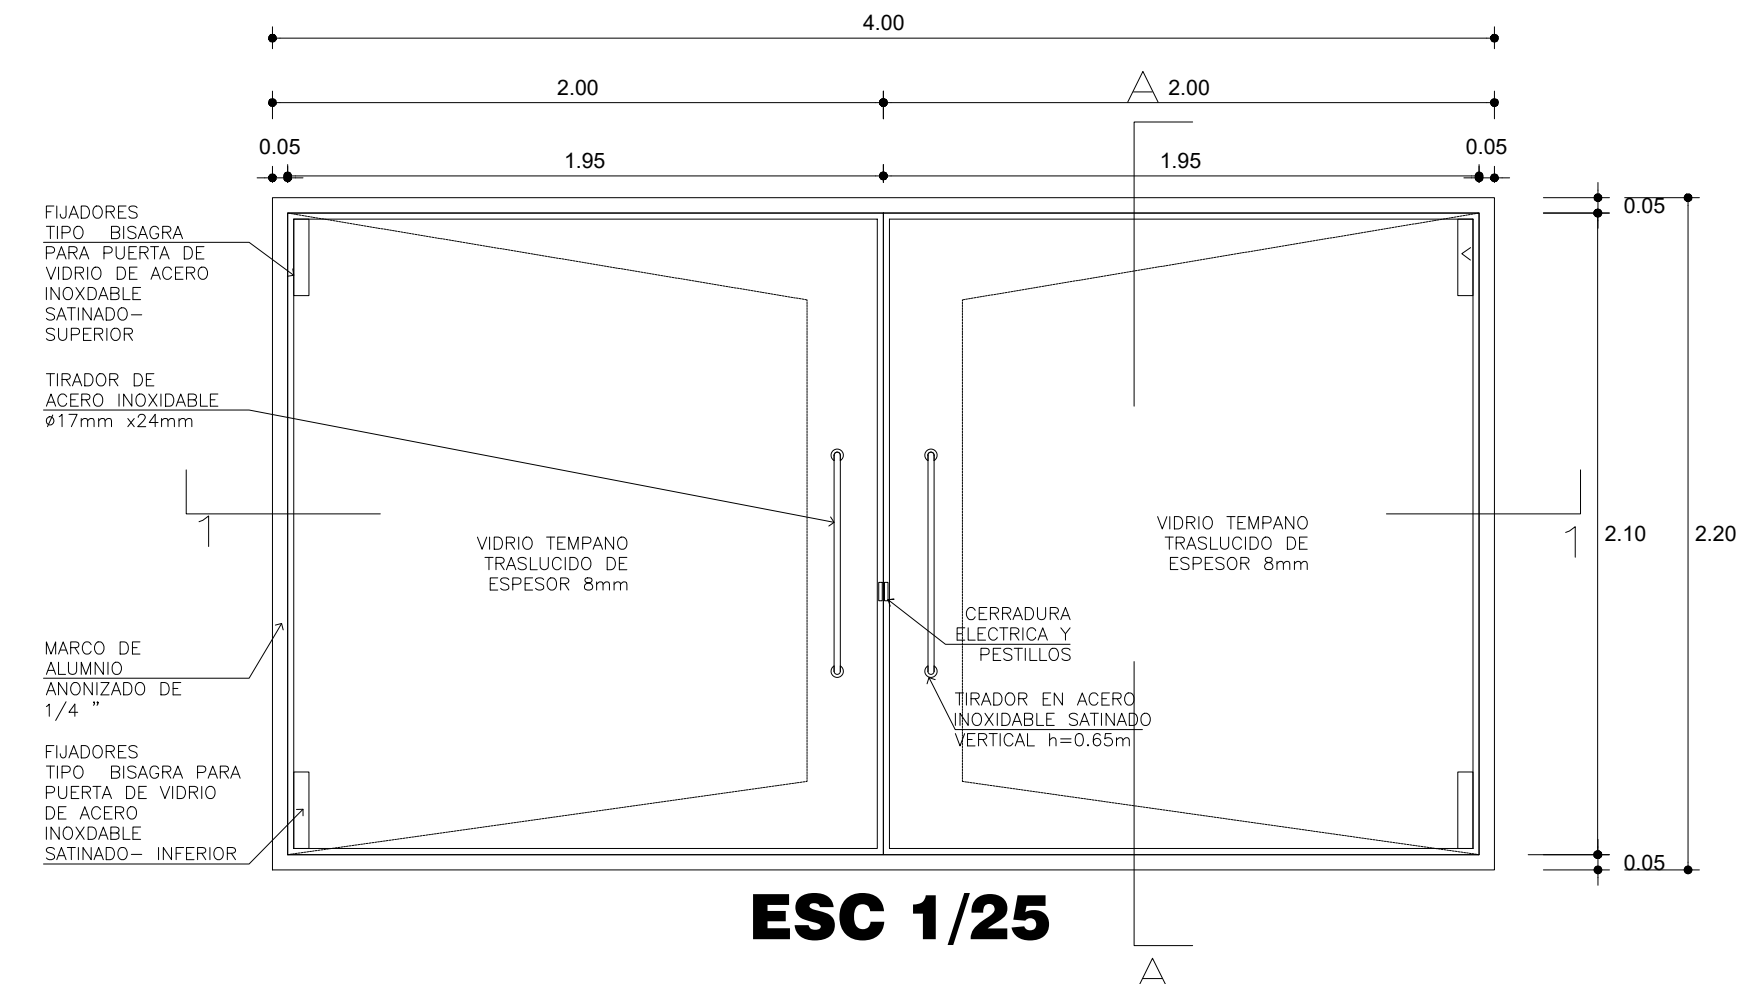 4.00
2.00
A
2.00
0.05
1.95
1.95
0.05
FIJADORES
TIPO BISAGRA
PARA PUERTA DE
VIDRIO DE ACERO
INOXDABLE
SATINADO-
SUPERIOR
0.05
TIRADOR DE
ACERO INOXIDABLE
ø17mm x24mm
1
VIDRIO TEMPANO
TRASLUCIDO DE
ESPESOR 8mm
VIDRIO TEMPANO
TRASLUCIDO DE
ESPESOR 8mm
1
2.10
2.20
CERRADURA
ELECTRICA Y
PESTILLOS
MARCO DE
ALUMNIO
ANONIZADO DE
1/4 "
TIRADOR EN ACERO
INOXIDABLE SATINADO
VERTICAL h=0.65m
FIJADORES
TIPO BISAGRA PARA
PUERTA DE VIDRIO
DE ACERO
INOXDABLE
SATINADO- INFERIOR
0.05
ESC 1/25
A